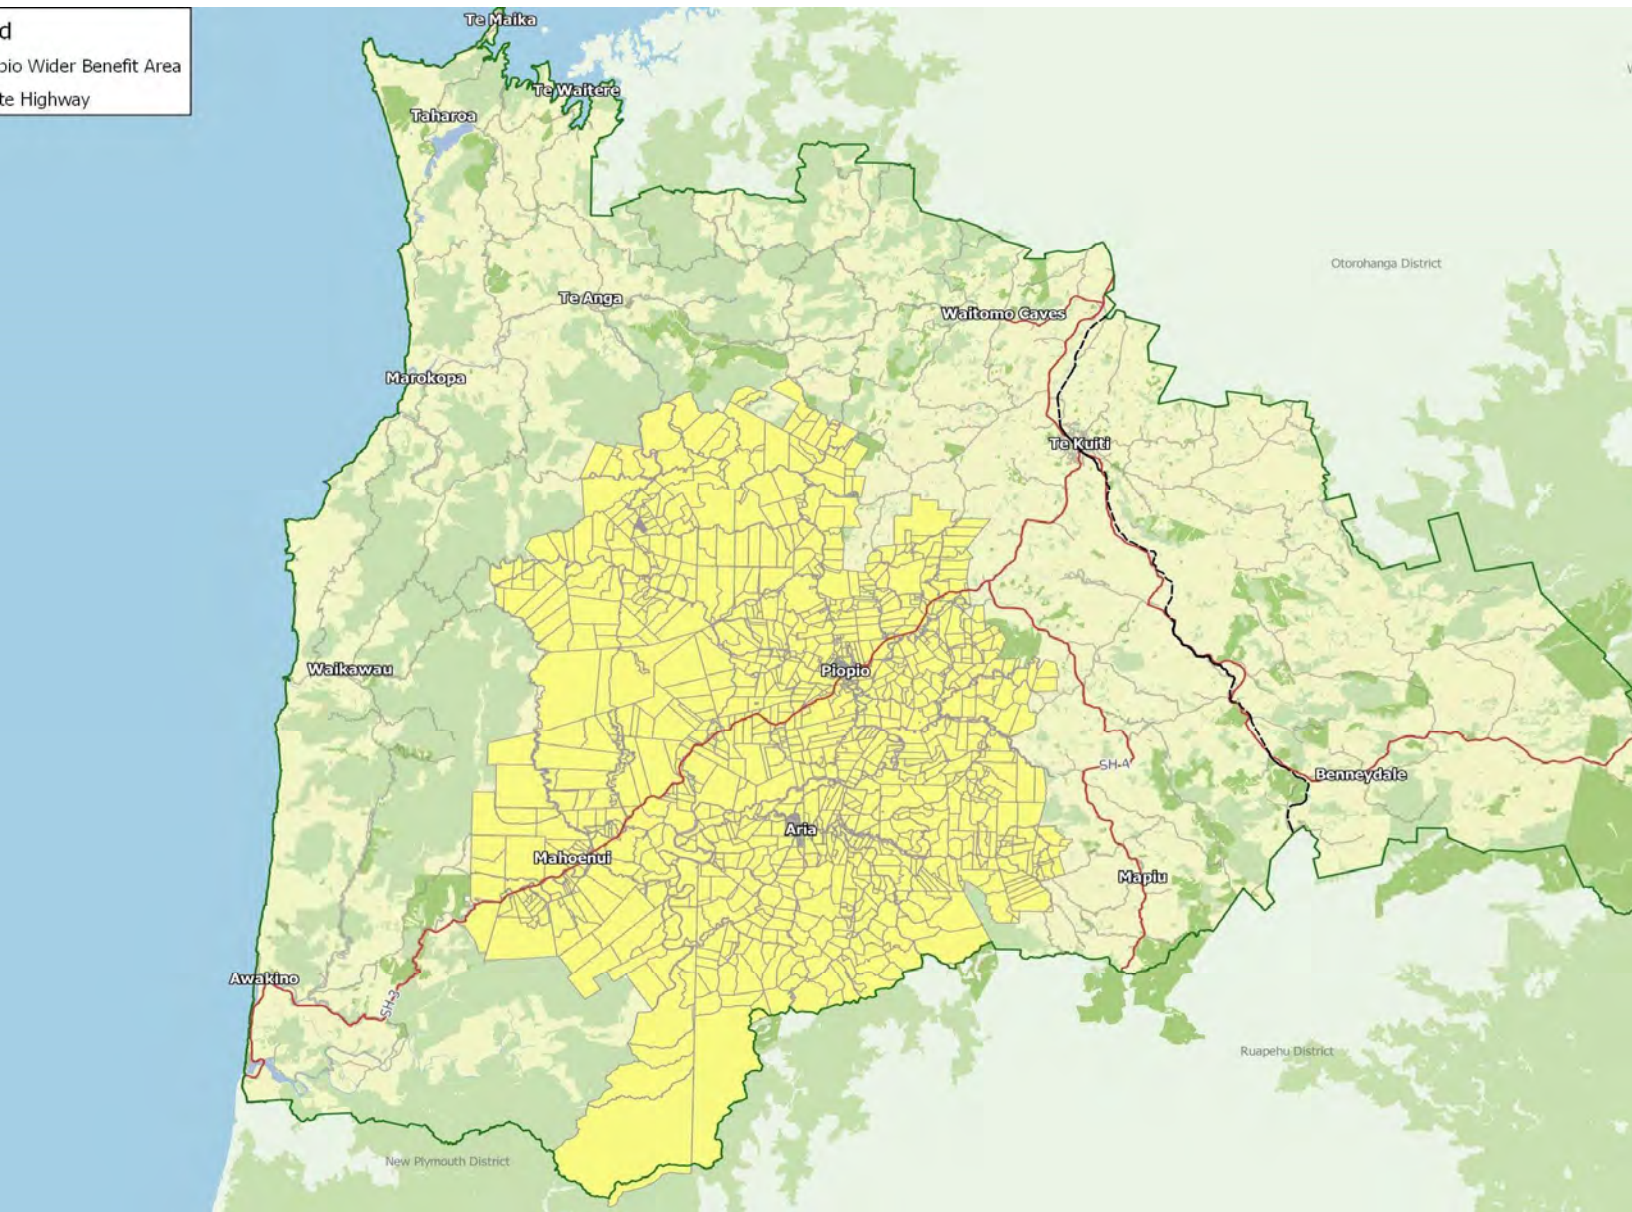 d
pio Wider Benefit Area
te Highway
Te Maika
Te Waitere
Taharoa
Otorohanga District
Te Anga
Waitomo Caves
Marokopa
Te Kuiti
Waikawau
Piopio
SH-4
Benneydale
Aria
Mahoenui
Mapiu
Awakino
SH-3
Ruapehu District
New Plymouth District